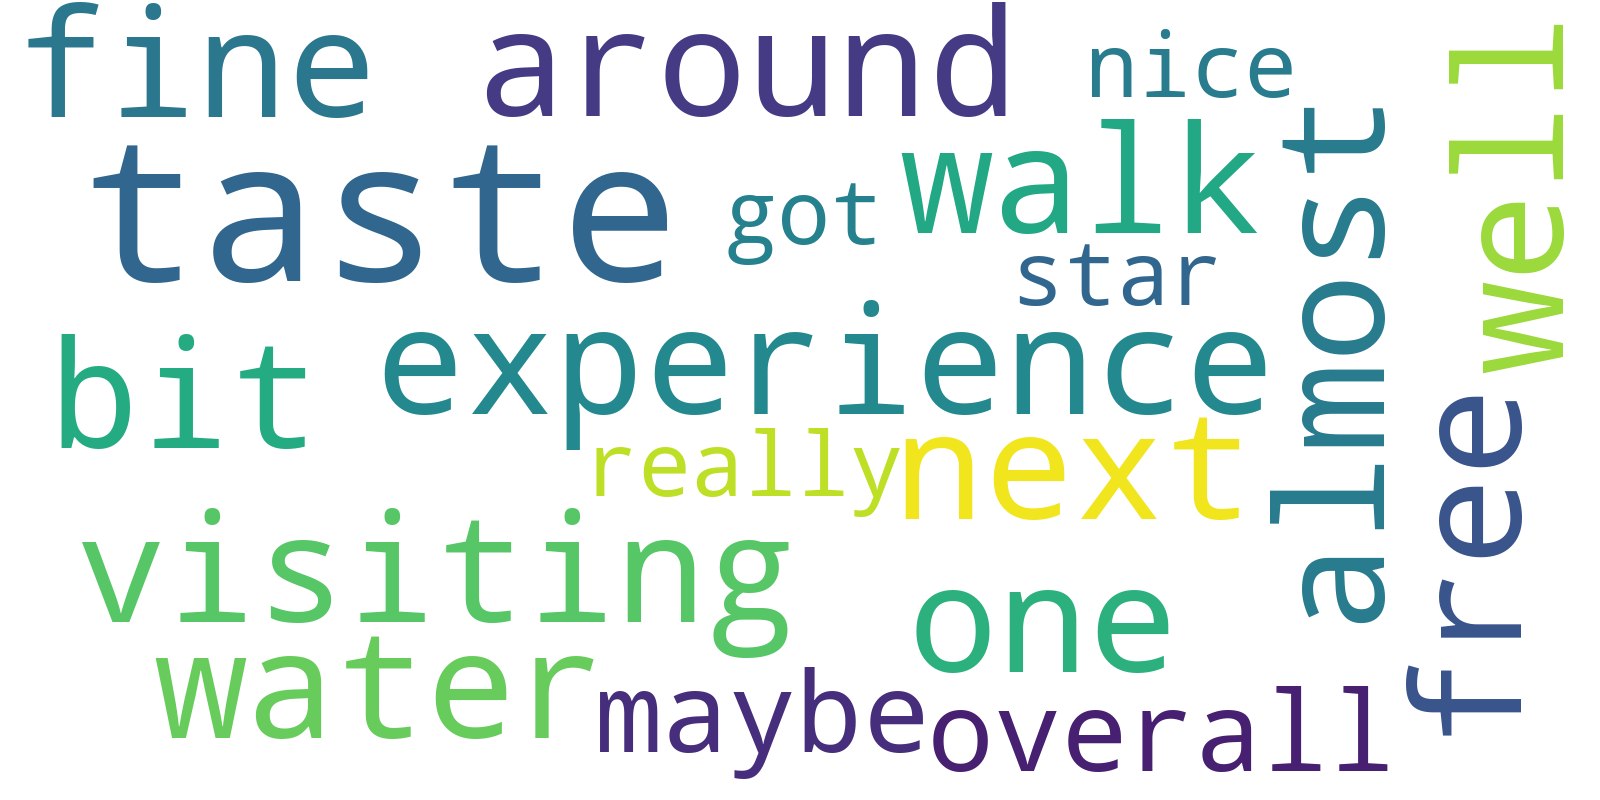 fine around nice
taste got walk
star
bit experience
really next
visiting one
water maybe overall
almost
free
well